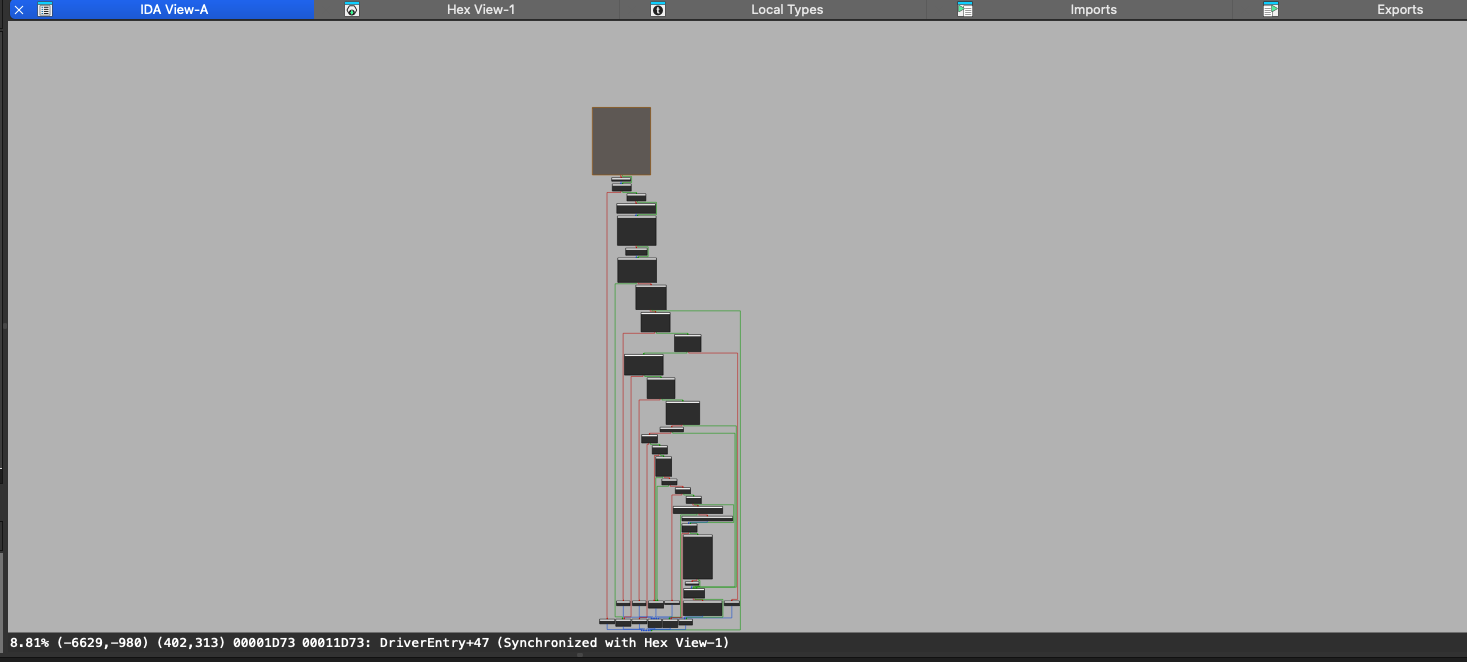 IDA View-A Hex View-1 Local Types Imports Exports
8.81% (-6629,-980) (402,313) 00001D73 00011D73: DriverEntry+47 (Synchronized with Hex View-1)